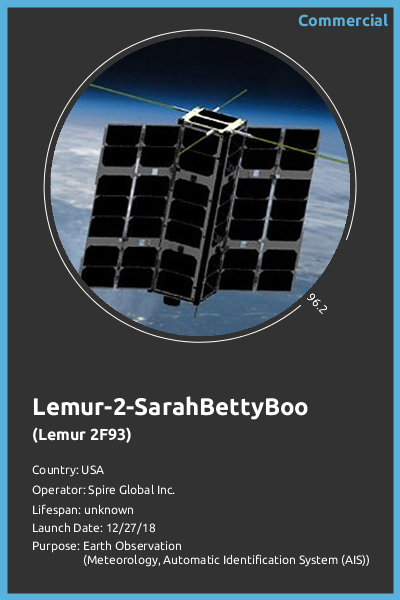 Commercial
96.2
Lemur-2-SarahBettyBoo
(Lemur 2F93)
Country: USA
Operator: Spire Global Inc.
Lifespan: unknown
Launch Date: 12/27/18
Purpose: Earth Observation
(Meteorology, Automatic Identification System (AIS))